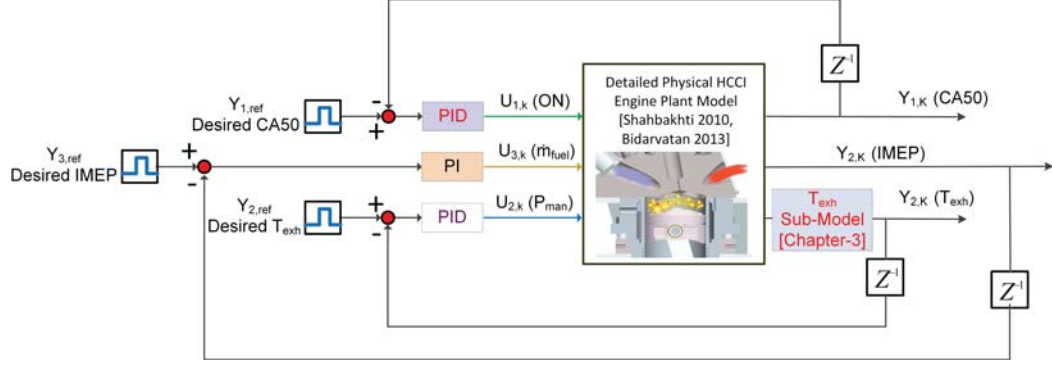 Z⁻¹
Detailed Physical HCCI
Engine Plant Model
[Shahbakhti 2010,
Bidarvatan 2013]
Y1,ref
Desired CA50
-
+
PID
U1,k (ON)
Y1,K (CA50)
Y3,ref
Desired IMEP
+
-
PI
U3,k (ṁfuel)
Y2,K (IMEP)
Y2,ref
Desired Texh
+
-
PID
U2,k (Pman)
Texh
Sub-Model
[Chapter-3]
Y2,K (Texh)
Z⁻¹
Z⁻¹